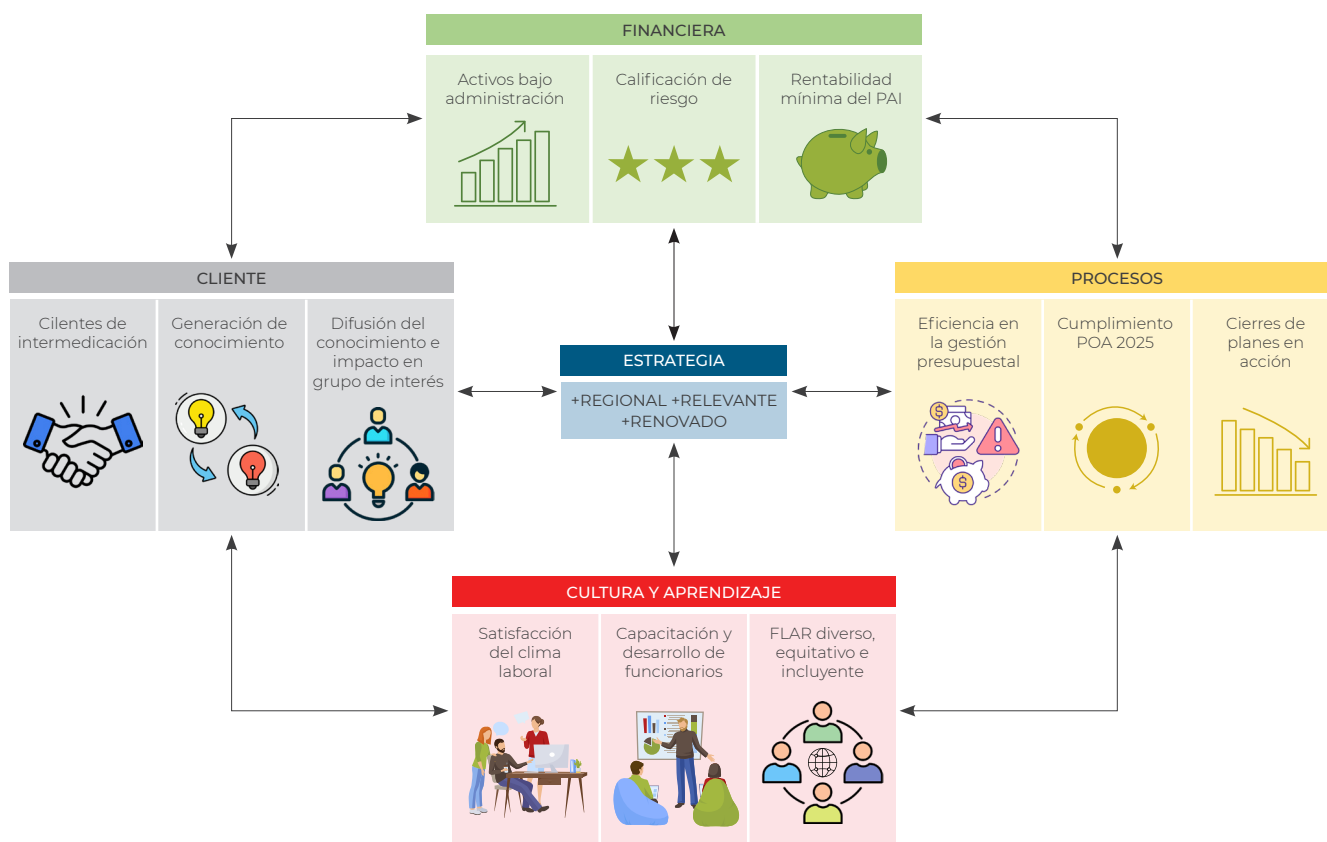 FINANCIERA
Activos bajo
administración
Calificación de
riesgo
Rentabilidad
mínima del PAI
CLIENTE
Cilentes de
intermedicación
Generación de
conocimiento
Difusión del
conocimiento e
impacto en
grupo de interés
ESTRATEGIA
+REGIONAL +RELEVANTE
+RENOVADO
PROCESOS
Eficiencia en
la gestión
presupuestal
Cumplimiento
POA 2025
Cierres de
planes en
acción
CULTURA Y APRENDIZAJE
Satisfacción
del clima
laboral
Capacitación y
desarrollo de
funcionarios
FLAR diverso,
equitativo e
incluyente